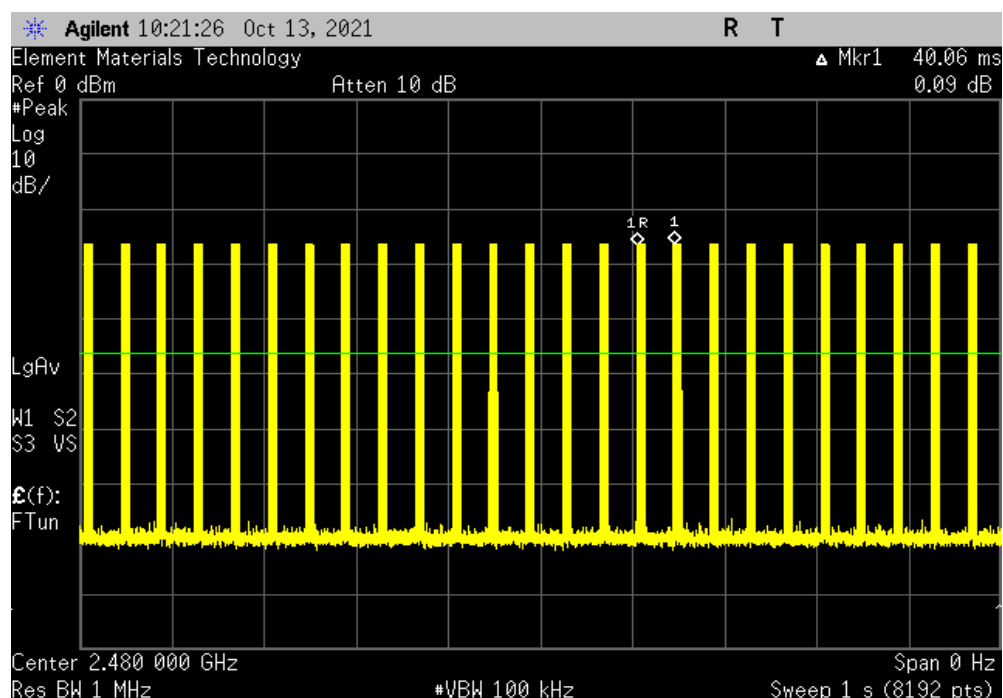 Agilent 10:21:26 Oct 13, 2021 R T
Element Materials Technology Δ Mkr1 40.06 ms
Ref 0 dBm Atten 10 dB 0.09 dB
#Peak
Log
10
dB/
1R 1
LgAv
W1 S2
S3 VS
£(f):
FTun
Center 2.480 000 GHz Span 0 Hz
Res BW 1 MHz #VBW 100 kHz Sweep 1 s (8192 pts)